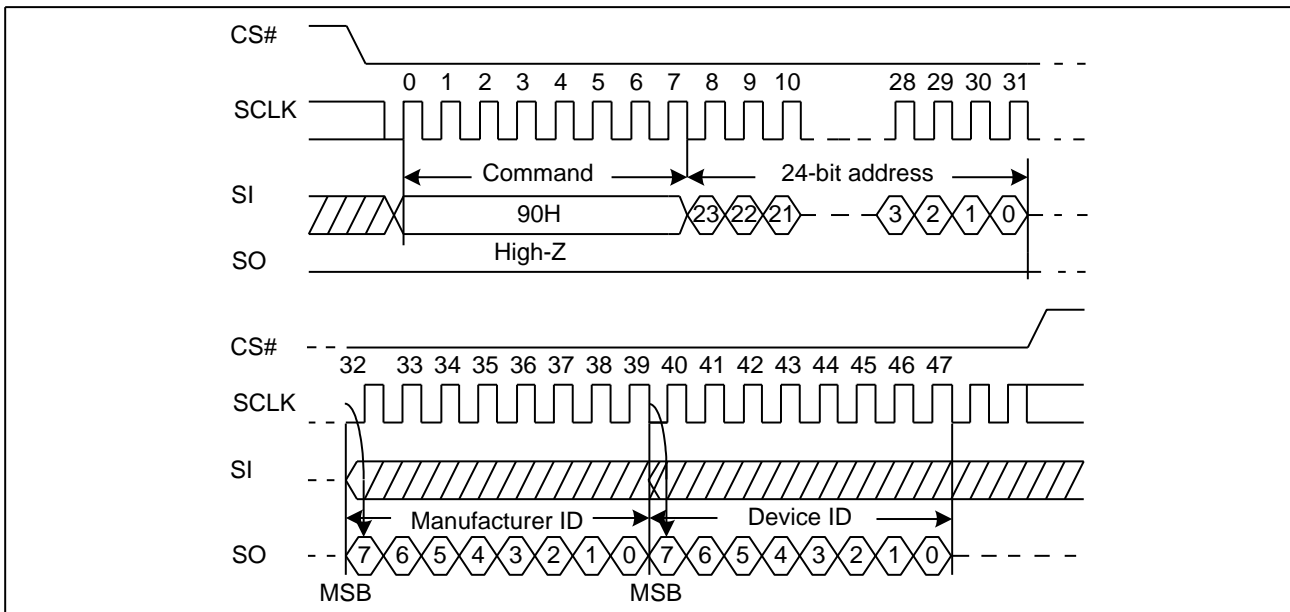 CS#
0 1 2 3 4 5 6 7 8 9 10 28 29 30 31
SCLK
Command 24-bit address
SI
90H 23 22 21 3 2 1 0
High-Z
SO
CS#
32 33 34 35 36 37 38 39 40 41 42 43 44 45 46 47
SCLK
SI
Manufacturer ID Device ID
SO 7 6 5 4 3 2 1 0 7 6 5 4 3 2 1 0
MSB MSB